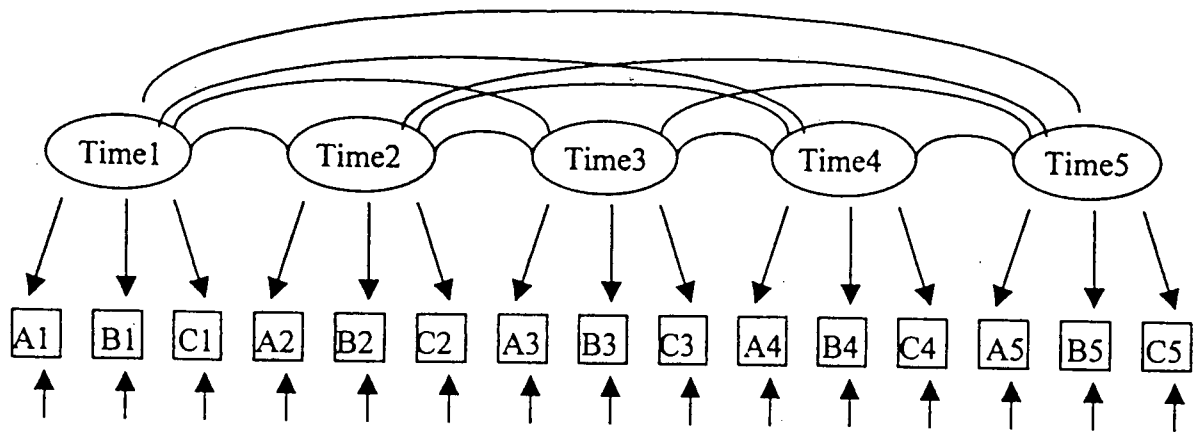 Time1 Time2 Time3 Time4 Time5
A1 B1 C1 A2 B2 C2 A3 B3 C3 A4 B4 C4 A5 B5 C5